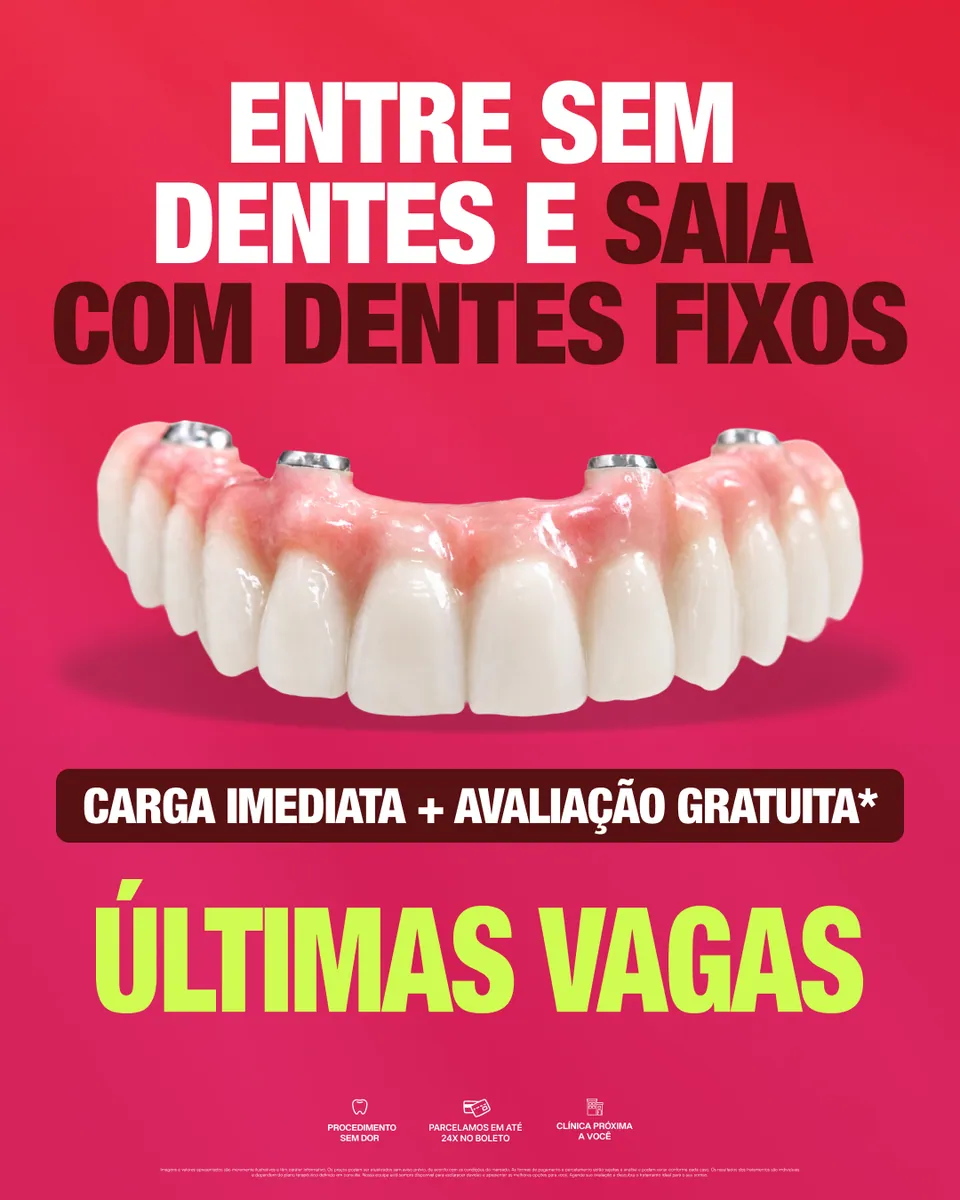 ENTRE SEM
DENTES E SAIA
COM DENTES FIXOS
CARGA IMEDIATA + AVALIAÇÃO GRATUITA*
ÚLTIMAS VAGAS
PROCEDIMENTO
SEM DOR
PARCELAMOS EM ATÉ
24X NO BOLETO
CLÍNICA PRÓXIMA
A VOCÊ